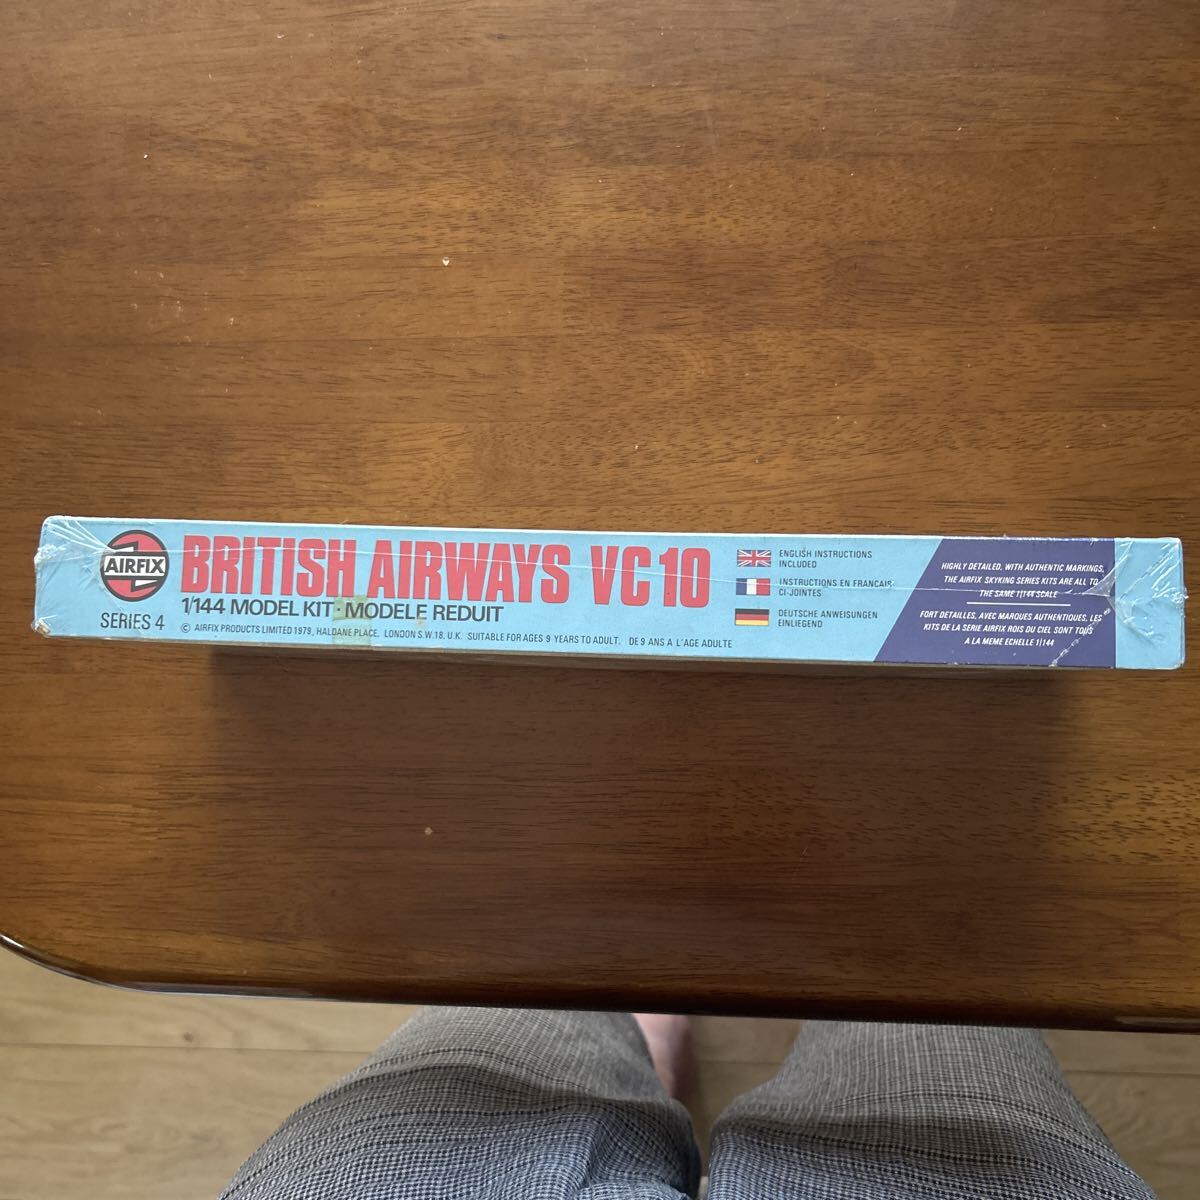 AIRFIX
SERIES 4
BRITISH AIRWAYS VC10
1/144 MODEL KIT · MODELE REDUIT
© AIRFIX PRODUCTS LIMITED 1979, HALDANE PLACE, LONDON S.W.18. U.K. SUITABLE FOR AGES 9 YEARS TO ADULT. DE 9 ANS A L'AGE ADULTE
ENGLISH INSTRUCTIONS
INCLUDED
INSTRUCTIONS EN FRANCAIS
CI-JOINTES
DEUTSCHE ANWEISUNGEN
EINLIEGEND
HIGHLY DETAILED, WITH AUTHENTIC MARKINGS,
THE AIRFIX SKYKING SERIES KITS ARE ALL TO
THE SAME 1/144 SCALE
FORT DETAILLES, AVEC MARQUES AUTHENTIQUES, LES
KITS DE LA SERIE AIRFIX ROIS DU CIEL SONT TOUS
A LA MEME ECHELLE 1/144